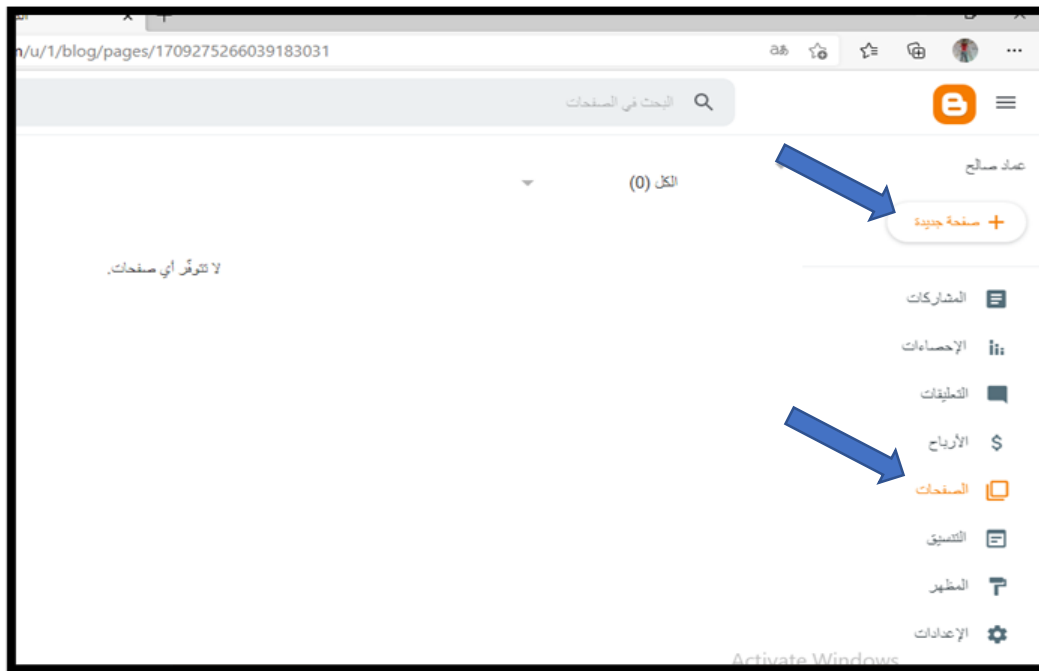 n/u/1/blog/pages/1709275266039183031
البحث في الصفحات
عماد صالح
الكل (0)
+ صفحة جديدة
لا تتوفّر أي صفحات.
المشاركات
الإحصاءات
التعليقات
الأرباح
الصفحات
التنسيق
المظهر
الإعدادات
Activate Windows